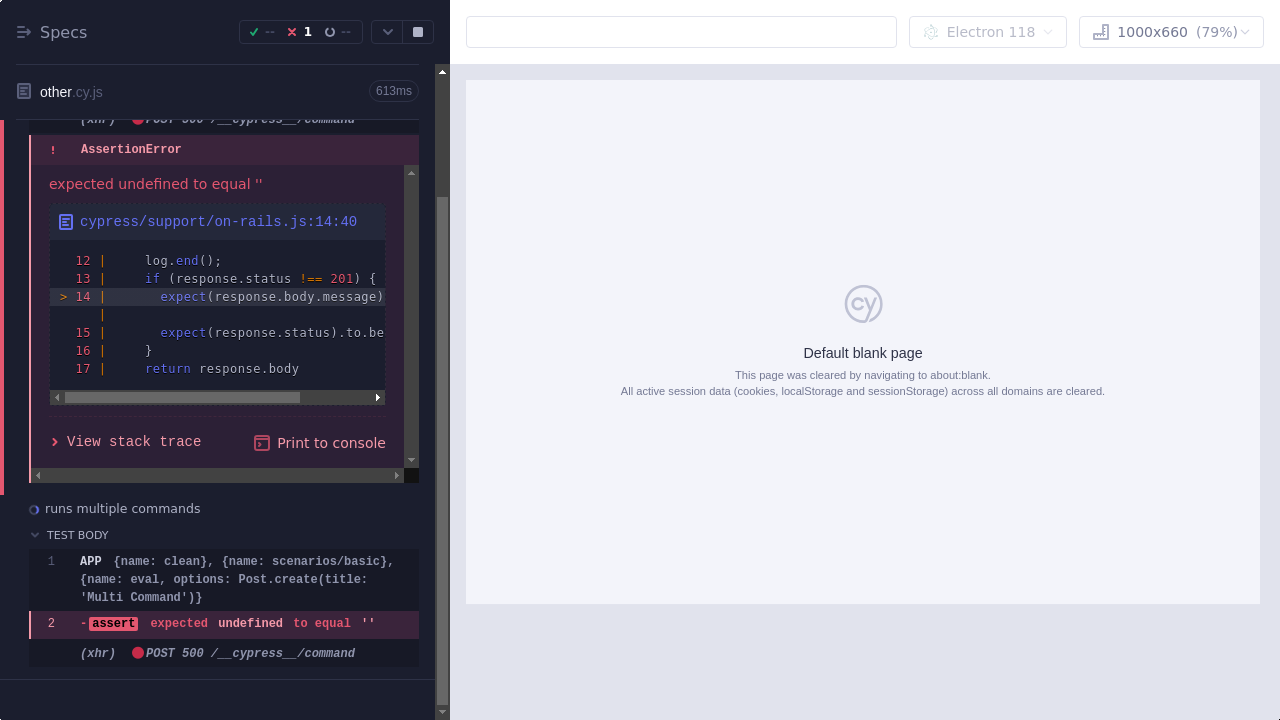 Specs
--
1
--
Electron 118
1000x660 (79%)
other.cy.js
613ms
(xhr) POST 500 /__cypress__/command
! AssertionError
expected undefined to equal ''
cypress/support/on-rails.js:14:40
12 | log.end();
13 | if (response.status !== 201) {
> 14 | expect(response.body.message)
|
15 | expect(response.status).to.be
16 | }
17 | return response.body
View stack trace
Print to console
runs multiple commands
TEST BODY
1 APP {name: clean}, {name: scenarios/basic},
{name: eval, options: Post.create(title:
'Multi Command')}
2 -assert expected undefined to equal ''
(xhr) POST 500 /__cypress__/command
cy
Default blank page
This page was cleared by navigating to about:blank.
All active session data (cookies, localStorage and sessionStorage) across all domains are cleared.